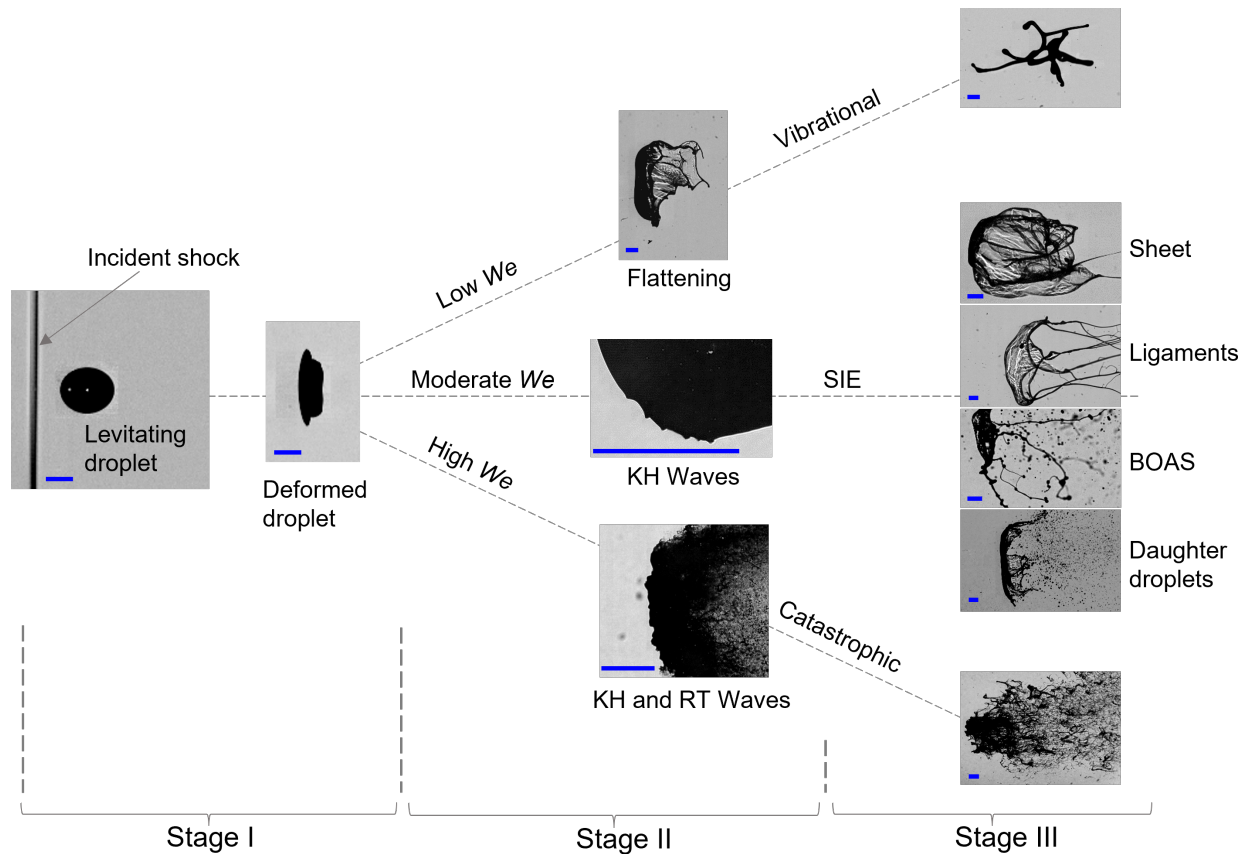 Incident shock
Levitating
droplet
Deformed
droplet
Low We
Moderate We
High We
Flattening
KH Waves
KH and RT Waves
Vibrational
SIE
Catastrophic
Sheet
Ligaments
BOAS
Daughter
droplets
Stage I
Stage II
Stage III